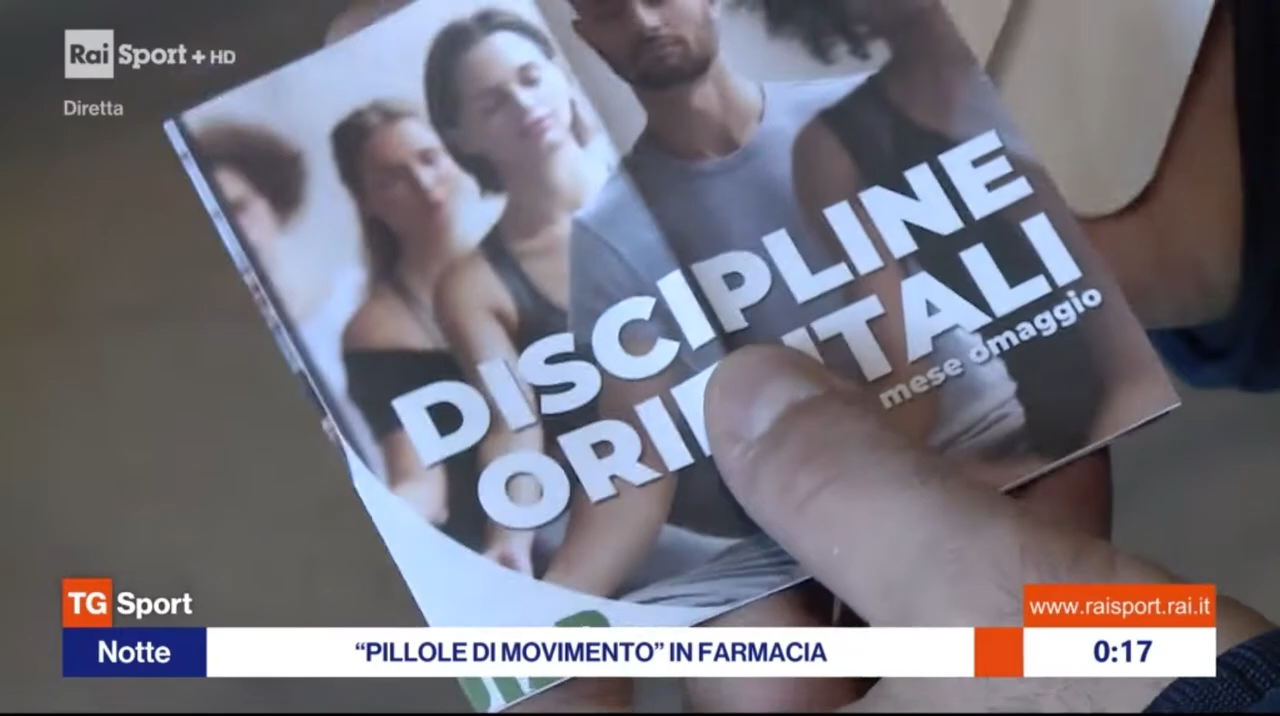 Rai Sport + HD
Diretta
DISCIPLINE
ORIENTALI
mese omaggio
TG Sport
www.raisport.rai.it
Notte
“PILLOLE DI MOVIMENTO” IN FARMACIA
0:17